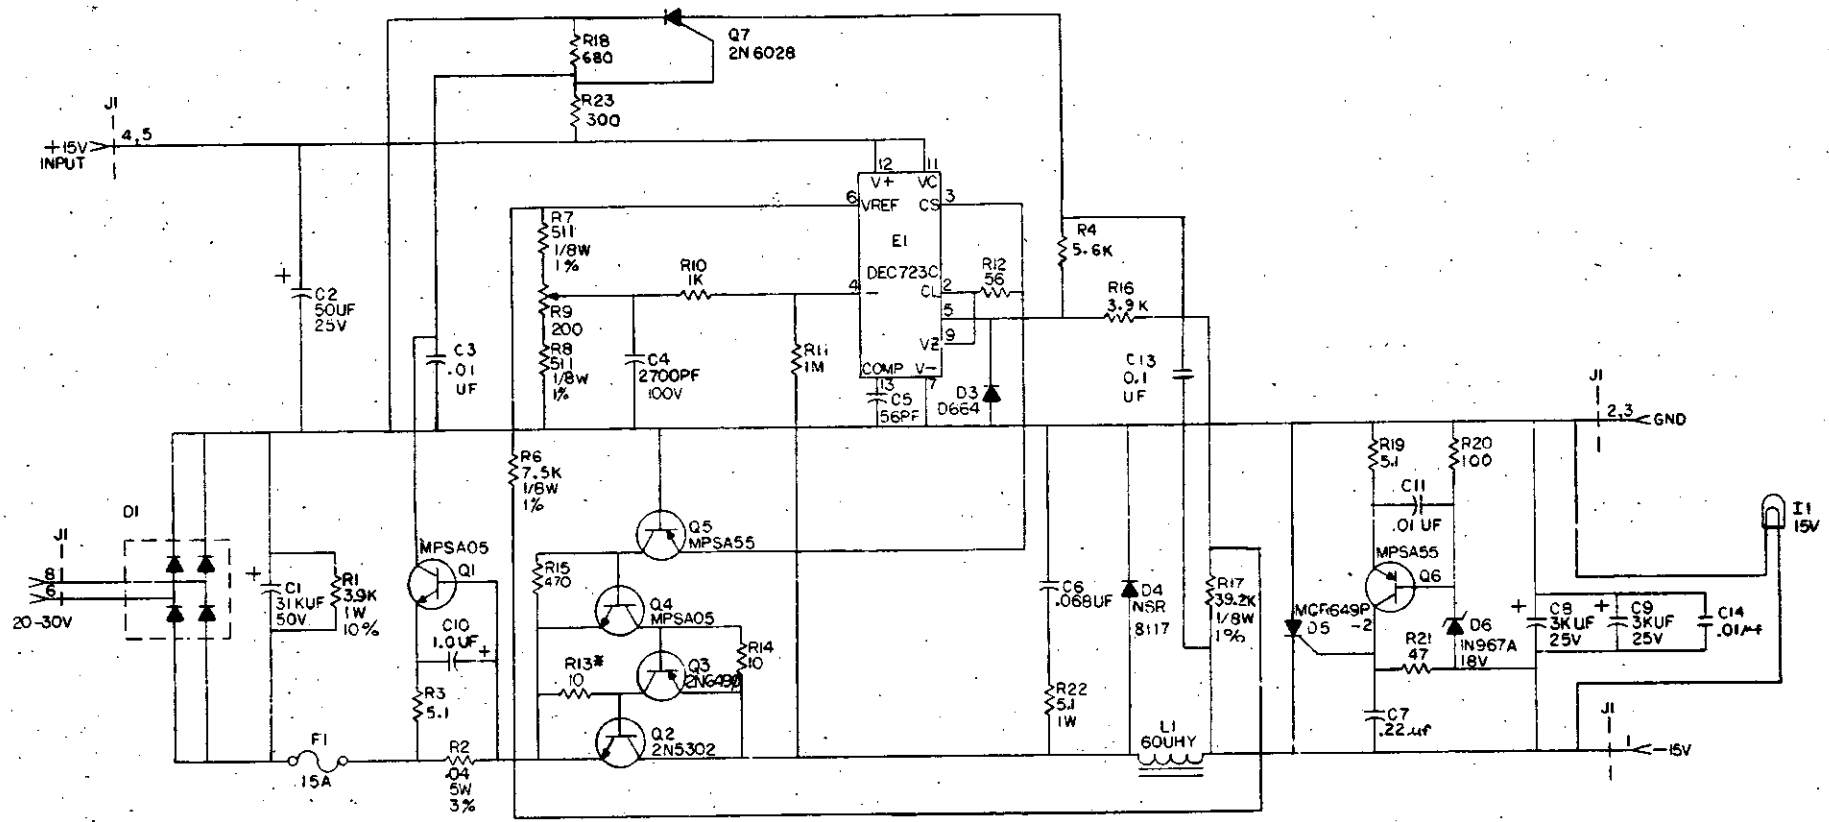 R18
680
Q7
2N6028
R23
300
J1
4,5
+15V
INPUT
12
11
V+
VC
6
3
VREF
CS
R7
511
1/8W
1%
E1
R4
5.6K
DEC723C
R10
1K
R12
56
4
-
CL
2
R16
3.9K
+
C2
50UF
25V
R9
200
5
VZ
9
R8
511
1/8W
1%
C3
.01
UF
C4
2700PF
100V
R11
1M
COMP
V-
13
7
C5
56PF
D3
D664
C13
0.1
UF
J1
2,3
GND
R6
7.5K
1/8W
1%
R19
5.1
R20
100
C11
.01UF
I1
15V
D1
J1
8
6
20-30V
+
C1
31KUF
50V
R1
3.9K
1W
10%
MPSA05
Q1
C10
1.0UF
+
R3
5.1
Q5
MPSA55
R15
470
Q4
MPSA05
R14
10
R13*
10
Q3
2N6490
Q2
2N5302
C6
.068UF
D4
NSR
8117
R17
39.2K
1/8W
1%
MPSA55
Q6
MCR649P
-2
D5
R21
47
D6
1N967A
18V
+
C8
3KUF
25V
+
C9
3KUF
25V
C14
.01µf
R22
5.1
1W
C7
.22uf
F1
15A
R2
.04
5W
3%
L1
60UHY
J1
1
-15V